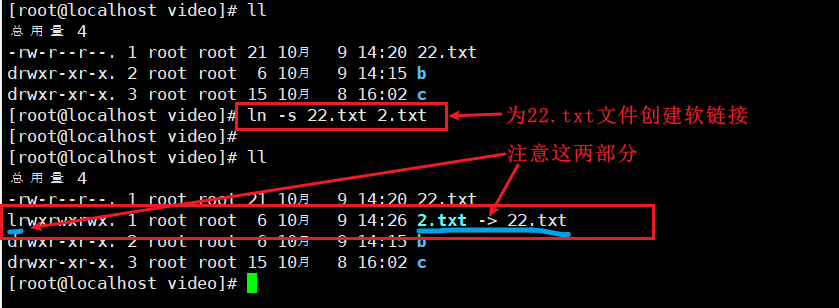 [root@localhost video]# ll
总用量 4
-rw-r--r--. 1 root root 21 10月  9 14:20 22.txt
drwxr-xr-x. 2 root root  6 10月  9 14:15 b
drwxr-xr-x. 3 root root 15 10月  8 16:02 c
[root@localhost video]# ln -s 22.txt 2.txt 为22.txt文件创建软链接
[root@localhost video]#
[root@localhost video]# ll 注意这两部分
总用量 4
-rw-r--r--. 1 root root 21 10月  9 14:20 22.txt
lrwxrwxrwx. 1 root root  6 10月  9 14:26 2.txt -> 22.txt
drwxr-xr-x. 2 root root  6 10月  9 14:15 b
drwxr-xr-x. 3 root root 15 10月  8 16:02 c
[root@localhost video]#